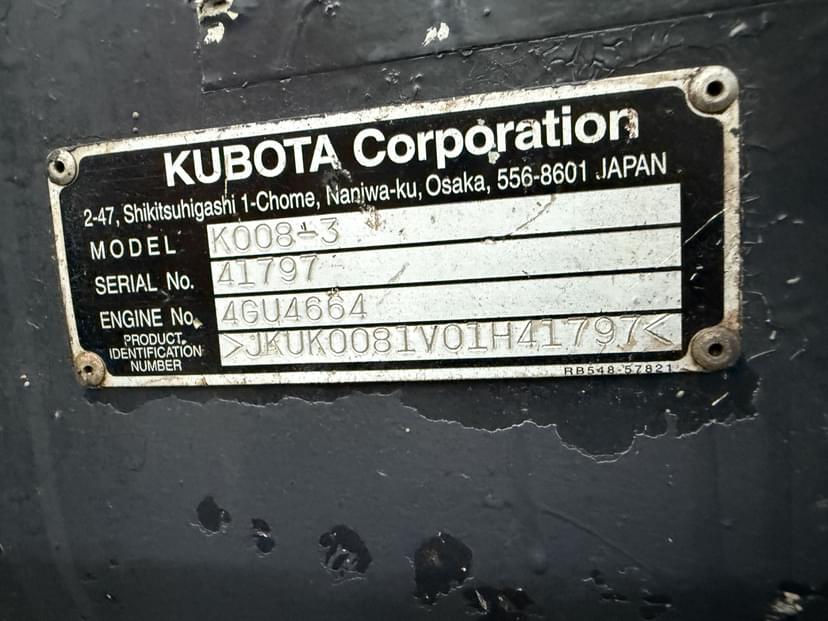 KUBOTA Corporation
2-47, Shikitsuhigashi 1-Chome, Naniwa-ku, Osaka, 556-8601 JAPAN
MODEL K008-3
SERIAL No. 41797
ENGINE No. 4GU4664
PRODUCT IDENTIFICATION NUMBER >JKUK0081V01H41797<
RB548-57821